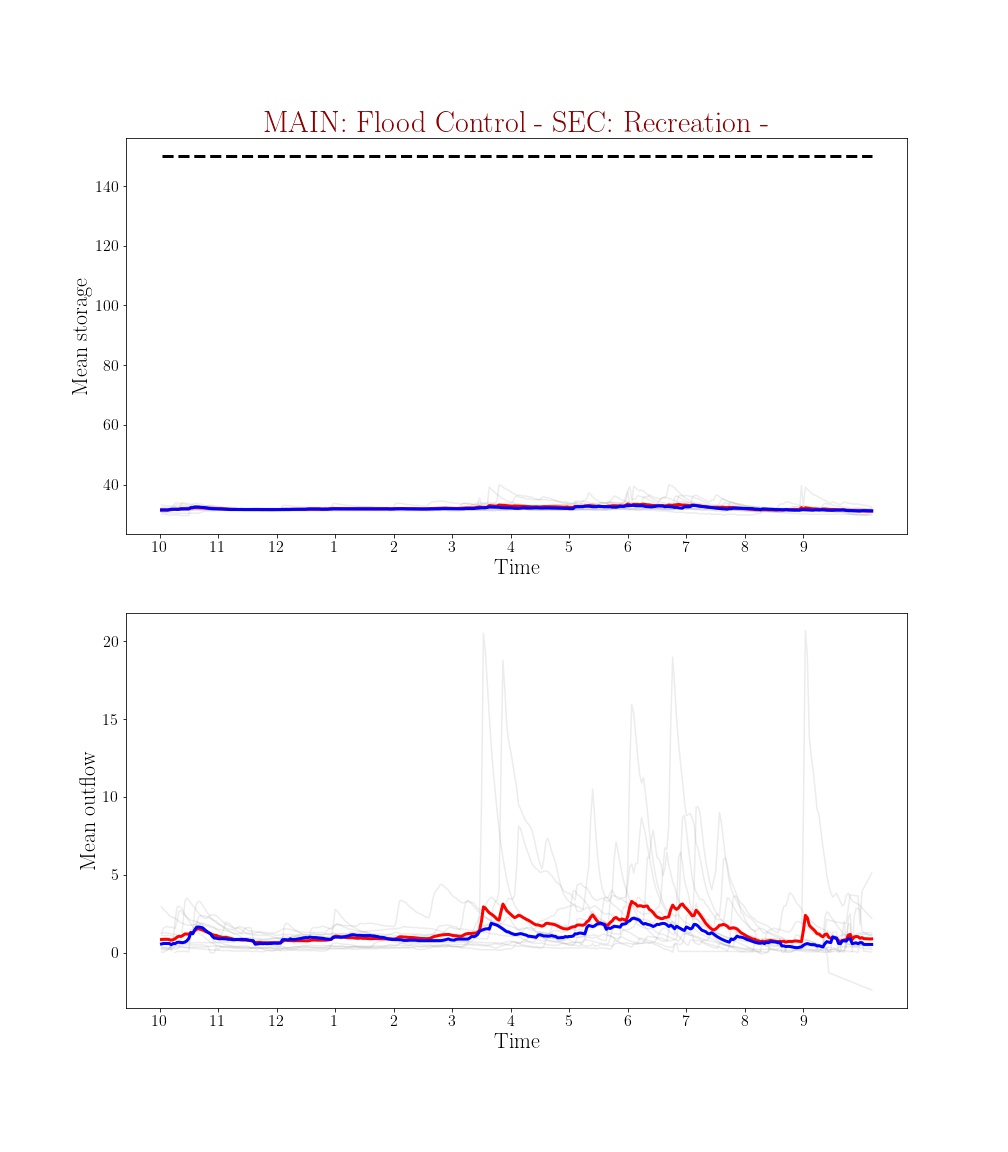 MAIN: Flood Control - SEC: Recreation -
140
120
100
80
60
40
Mean storage
10 11 12 1 2 3 4 5 6 7 8 9
Time
20
15
10
5
0
Mean outflow
10 11 12 1 2 3 4 5 6 7 8 9
Time